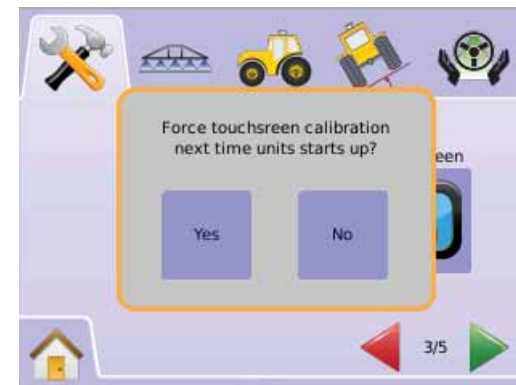 Force touchsreen calibration
next time units starts up?
een
Yes
No
3/5